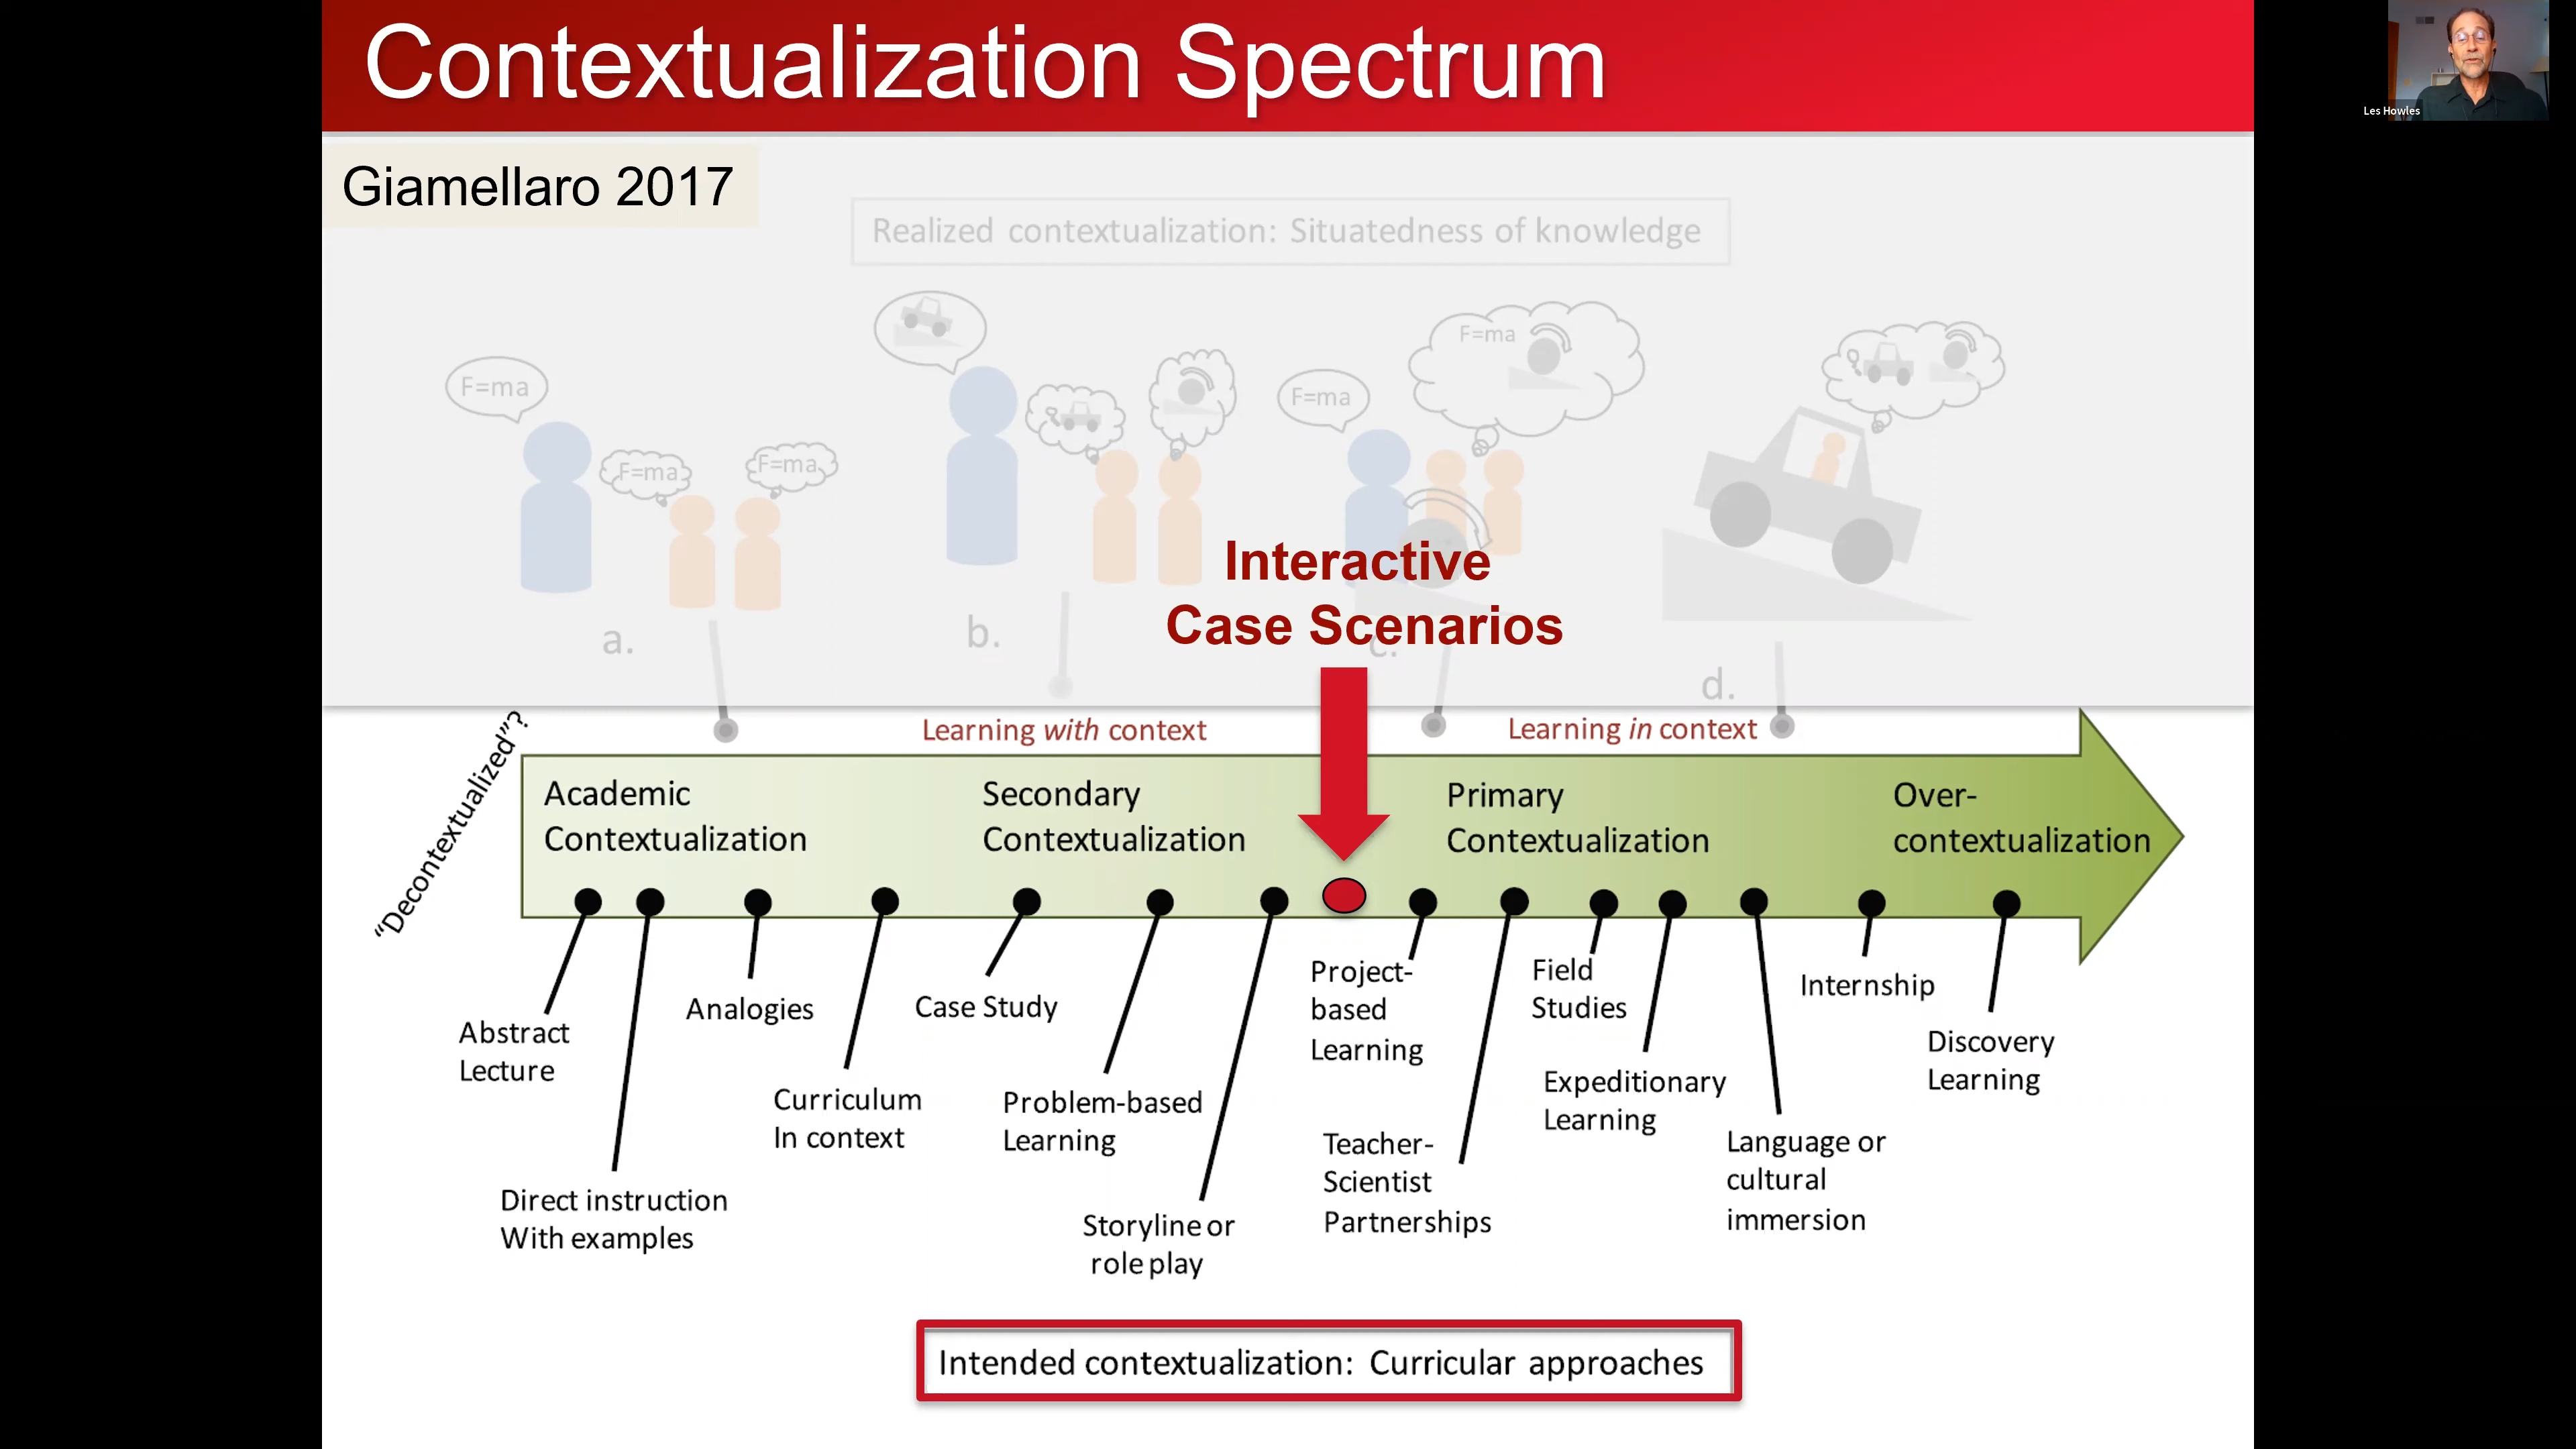 Contextualization Spectrum
Les Howles
Giamellaro 2017
Realized contextualization: Situatedness of knowledge
F=ma
F=ma
F=ma
F=ma
F=ma
Interactive
Case Scenarios
a.
b.
c.
d.
"Decontextualized"?
Learning with context
Learning in context
Academic
Contextualization
Secondary
Contextualization
Primary
Contextualization
Over-
contextualization
Abstract
Lecture
Direct instruction
With examples
Analogies
Curriculum
In context
Case Study
Problem-based
Learning
Storyline or
role play
Project-
based
Learning
Teacher-
Scientist
Partnerships
Field
Studies
Expeditionary
Learning
Language or
cultural
immersion
Internship
Discovery
Learning
Intended contextualization: Curricular approaches